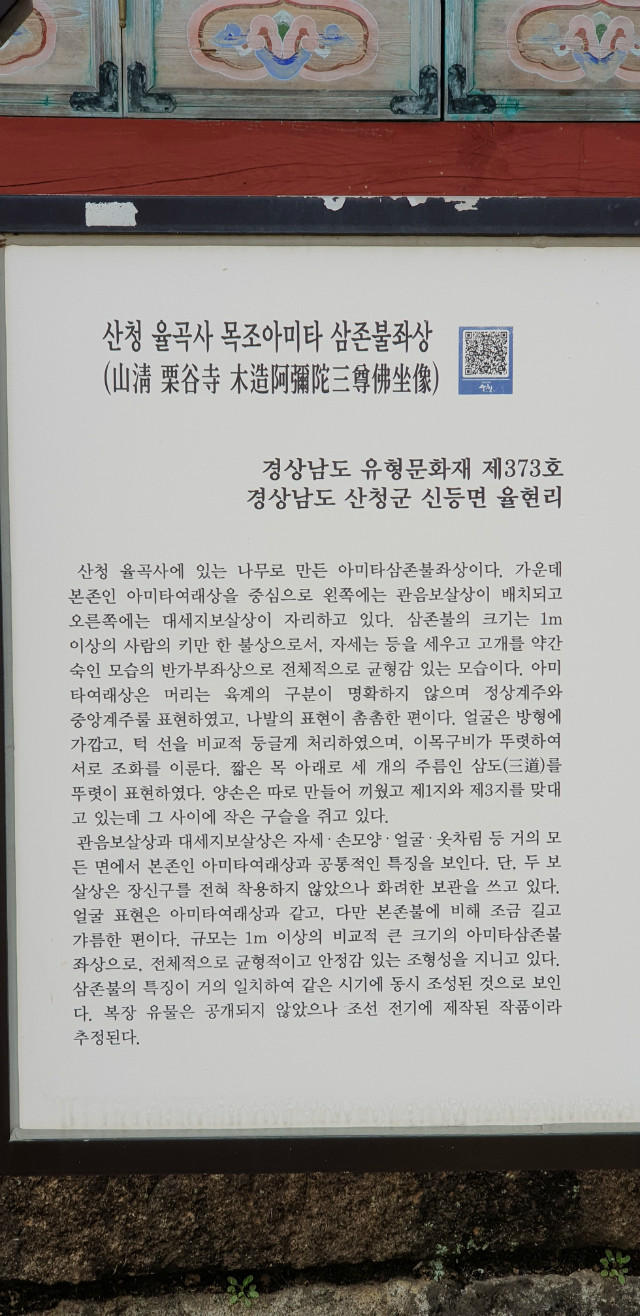 산청 율곡사 목조아미타 삼존불좌상
(山淸 栗谷寺 木造阿彌陀三尊佛坐像)
경상남도 유형문화재 제373호
경상남도 산청군 신등면 율현리
산청 율곡사에 있는 나무로 만든 아미타삼존불좌상이다. 가운데
본존인 아미타여래상을 중심으로 왼쪽에는 관음보살상이 배치되고
오른쪽에는 대세지보살상이 자리하고 있다. 삼존불의 크기는 1m
이상의 사람의 키만 한 불상으로서, 자세는 등을 세우고 고개를 약간
숙인 모습의 반가부좌상으로 전체적으로 균형감 있는 모습이다. 아미
타여래상은 머리는 육계의 구분이 명확하지 않으며 정상계주와
중앙계주룰 표현하였고, 나발의 표현이 촘촘한 편이다. 얼굴은 방형에
가깝고, 턱 선을 비교적 둥글게 처리하였으며, 이목구비가 뚜렷하여
서로 조화를 이룬다. 짧은 목 아래로 세 개의 주름인 삼도(三道)를
뚜렷이 표현하였다. 양손은 따로 만들어 끼웠고 제1지와 제3지를 맞대
고 있는데 그 사이에 작은 구슬을 쥐고 있다.
관음보살상과 대세지보살상은 자세·손모양·얼굴·옷차림 등 거의 모
든 면에서 본존인 아미타여래상과 공통적인 특징을 보인다. 단, 두 보
살상은 장신구를 전혀 착용하지 않았으나 화려한 보관을 쓰고 있다.
얼굴 표현은 아미타여래상과 같고, 다만 본존불에 비해 조금 길고
갸름한 편이다. 규모는 1m 이상의 비교적 큰 크기의 아미타삼존불
좌상으로, 전체적으로 균형적이고 안정감 있는 조형성을 지니고 있다.
삼존불의 특징이 거의 일치하여 같은 시기에 동시 조성된 것으로 보인
다. 복장 유물은 공개되지 않았으나 조선 전기에 제작된 작품이라
추정된다.